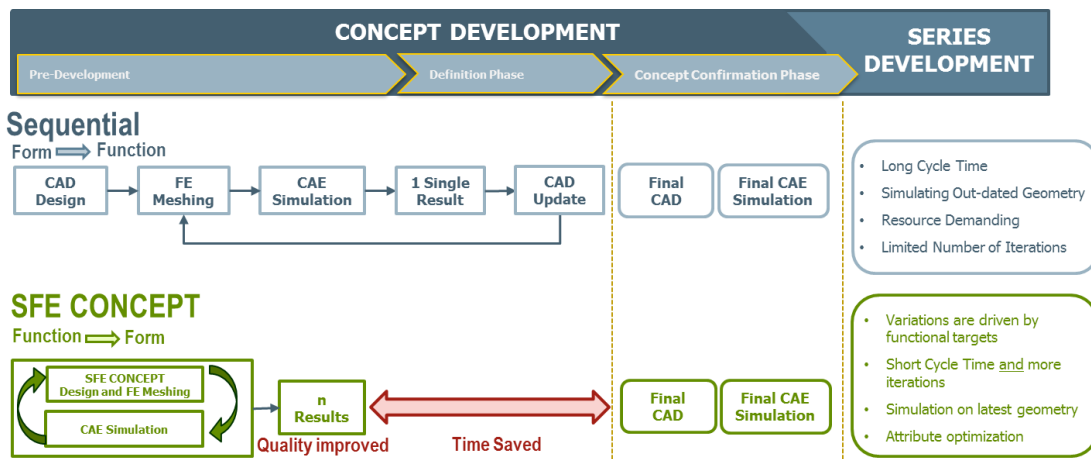 CONCEPT DEVELOPMENT
SERIES
DEVELOPMENT
Pre-Development
Definition Phase
Concept Confirmation Phase
Sequential
Form Function
CAD
Design
FE
Meshing
CAE
Simulation
1 Single
Result
CAD
Update
Final
CAD
Final CAE
Simulation
• Long Cycle Time
• Simulating Out-dated Geometry
• Resource Demanding
• Limited Number of Iterations
SFE CONCEPT
Function Form
SFE CONCEPT
Design and FE Meshing
CAE Simulation
n
Results
Quality improved
Time Saved
Final
CAD
Final CAE
Simulation
• Variations are driven by
functional targets
• Short Cycle Time and more
iterations
• Simulation on latest geometry
• Attribute optimization